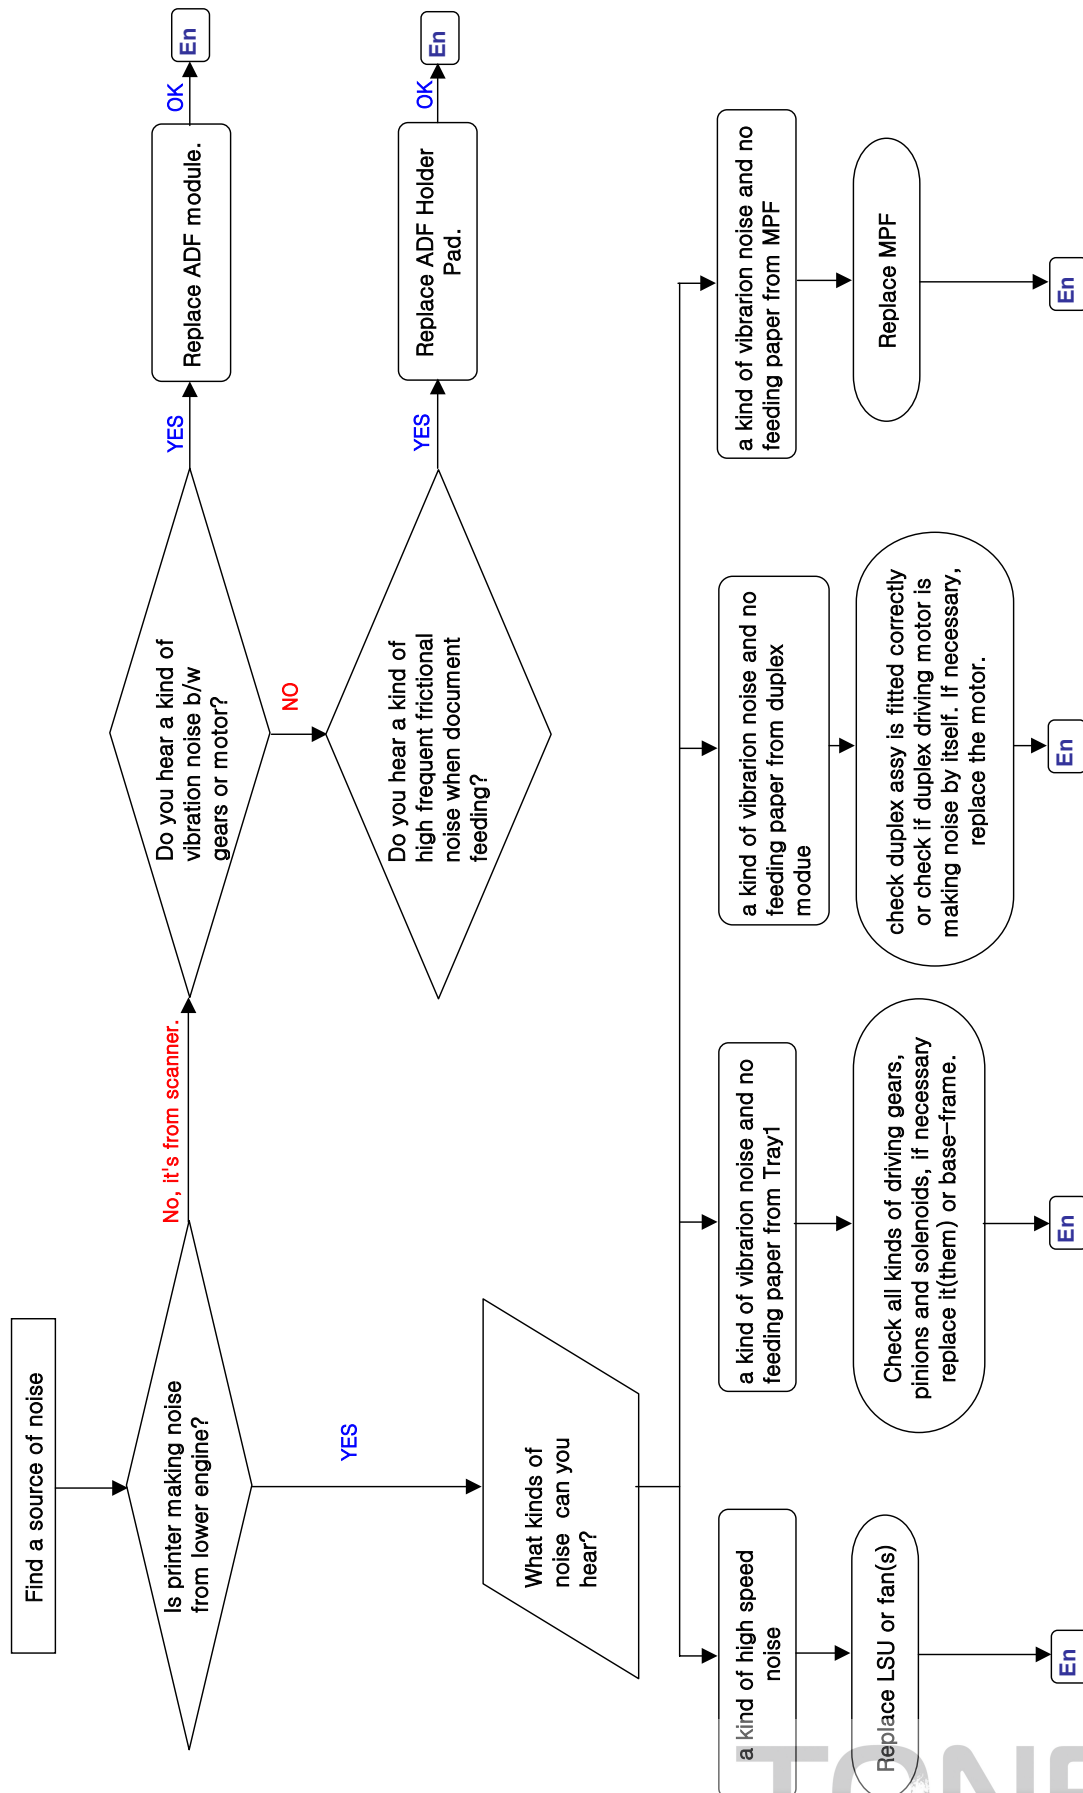 Find a source of noise
Is printer making noise
from lower engine?
No, it's from scanner.
Do you hear a kind of
vibration noise b/w
gears or motor?
YES
Replace ADF module.
OK
En
NO
Do you hear a kind of
high frequent frictional
noise when document
feeding?
YES
Replace ADF Holder
Pad.
OK
En
YES
What kinds of
noise can you
hear?
a kind of high speed
noise
Replace LSU or fan(s)
En
a kind of vibrarion noise and no
feeding paper from Tray1
Check all kinds of driving gears,
pinions and solenoids, if necessary
replace it(them) or base-frame.
En
a kind of vibrarion noise and no
feeding paper from duplex
modue
check duplex assy is fitted correctly
or check if duplex driving motor is
making noise by itself. If necessary,
replace the motor.
En
a kind of vibrarion noise and no
feeding paper from MPF
Replace MPF
En